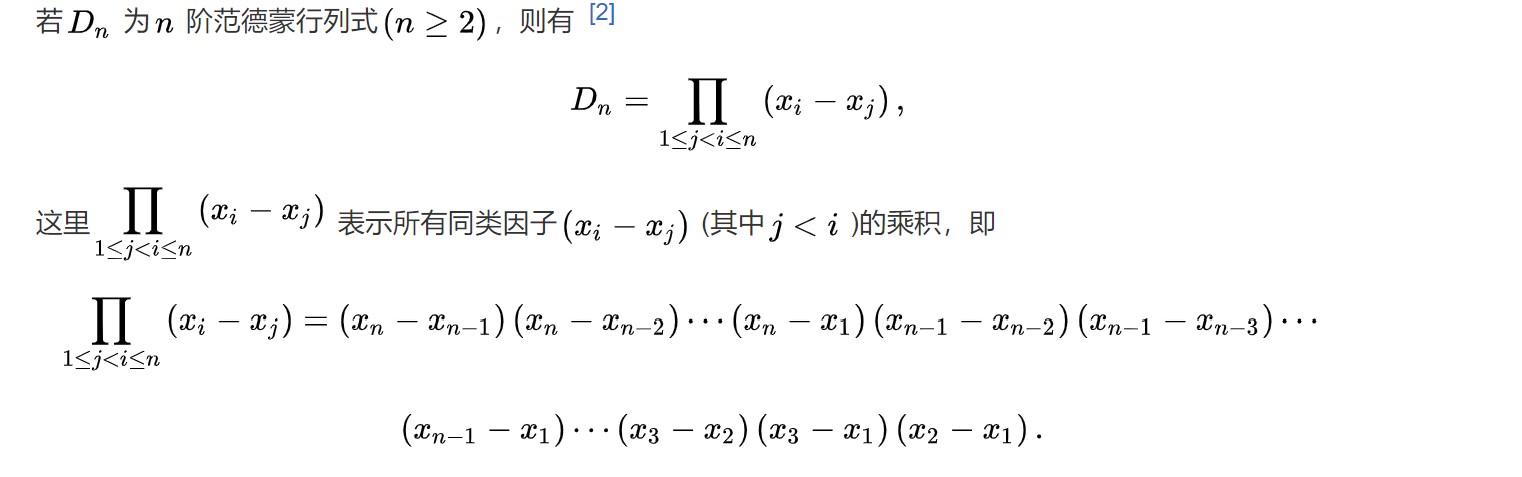 若 $D_n$ 为 $n$ 阶范德蒙行列式 $(n \geq 2)$，则有 [2]
$$D_n = \prod_{1 \leq j < i \leq n} (x_i - x_j),$$
这里 $\prod_{1 \leq j < i \leq n} (x_i - x_j)$ 表示所有同类因子 $(x_i - x_j)$ (其中 $j < i$ )的乘积，即
$$\prod_{1 \leq j < i \leq n} (x_i - x_j) = (x_n - x_{n-1})(x_n - x_{n-2}) \cdots (x_n - x_1)(x_{n-1} - x_{n-2})(x_{n-1} - x_{n-3}) \cdots$$
$$(x_{n-1} - x_1) \cdots (x_3 - x_2)(x_3 - x_1)(x_2 - x_1).$$